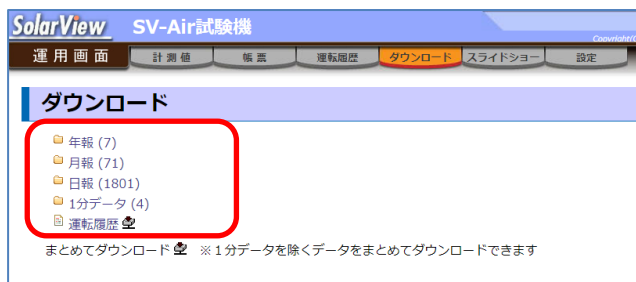 SolarView SV-Air試験機
Copyright(C
運用画面 計測値 帳票 運転履歴 ダウンロード スライドショー 設定
ダウンロード
年報 (7)
月報 (71)
日報 (1801)
1分データ (4)
運転履歴
まとめてダウンロード ※1分データを除くデータをまとめてダウンロードできます